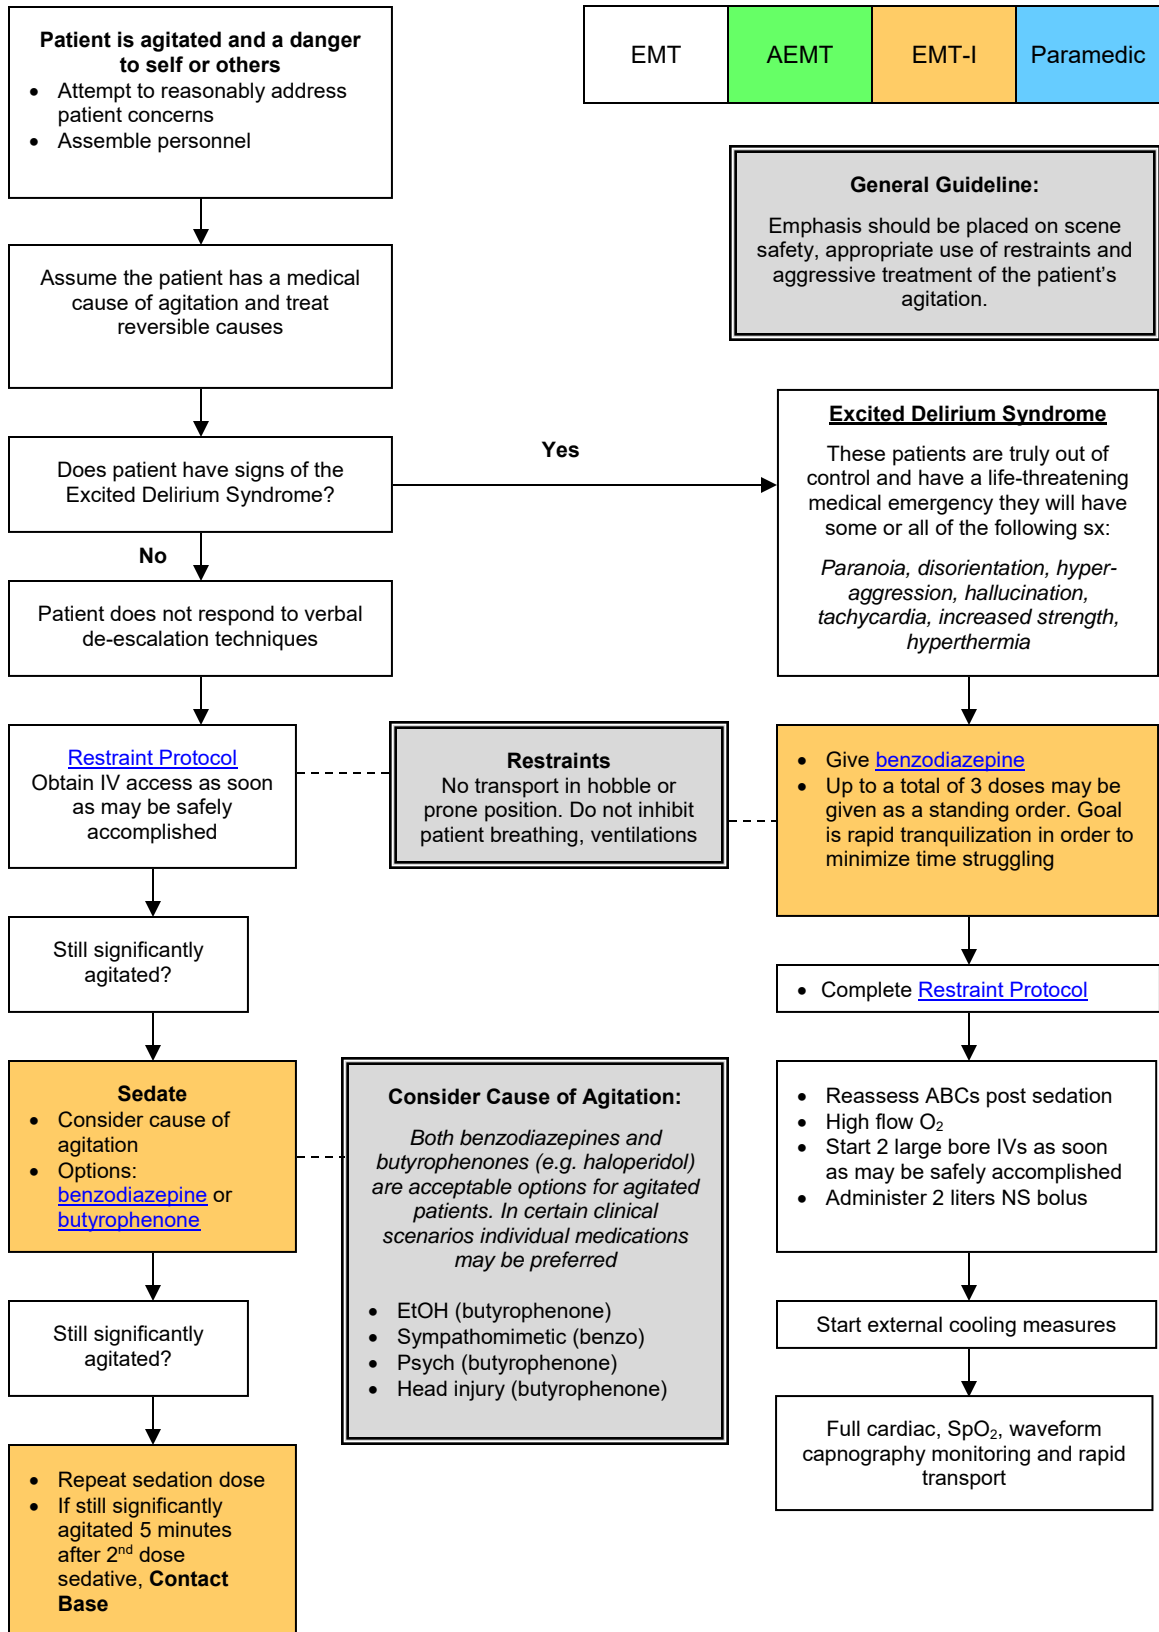 Patient is agitated and a danger
to self or others
• Attempt to reasonably address
patient concerns
• Assemble personnel
EMT
AEMT
EMT-I
Paramedic
General Guideline:
Emphasis should be placed on scene
safety, appropriate use of restraints and
aggressive treatment of the patient’s
agitation.
Assume the patient has a medical
cause of agitation and treat
reversible causes
Does patient have signs of the
Excited Delirium Syndrome?
Yes
No
Excited Delirium Syndrome
These patients are truly out of
control and have a life-threatening
medical emergency they will have
some or all of the following sx:
Paranoia, disorientation, hyper-
aggression, hallucination,
tachycardia, increased strength,
hyperthermia
Patient does not respond to verbal
de-escalation techniques
Restraint Protocol
Obtain IV access as soon
as may be safely
accomplished
Restraints
No transport in hobble or
prone position. Do not inhibit
patient breathing, ventilations
• Give benzodiazepine
• Up to a total of 3 doses may be
given as a standing order. Goal
is rapid tranquilization in order to
minimize time struggling
Still significantly
agitated?
• Complete Restraint Protocol
Sedate
• Consider cause of
agitation
• Options:
benzodiazepine or
butyrophenone
Consider Cause of Agitation:
Both benzodiazepines and
butyrophenones (e.g. haloperidol)
are acceptable options for agitated
patients. In certain clinical
scenarios individual medications
may be preferred
• EtOH (butyrophenone)
• Sympathomimetic (benzo)
• Psych (butyrophenone)
• Head injury (butyrophenone)
• Reassess ABCs post sedation
• High flow O₂
• Start 2 large bore IVs as soon
as may be safely accomplished
• Administer 2 liters NS bolus
Still significantly
agitated?
Start external cooling measures
Full cardiac, SpO₂, waveform
capnography monitoring and rapid
transport
• Repeat sedation dose
• If still significantly
agitated 5 minutes
after 2nd dose
sedative, Contact
Base